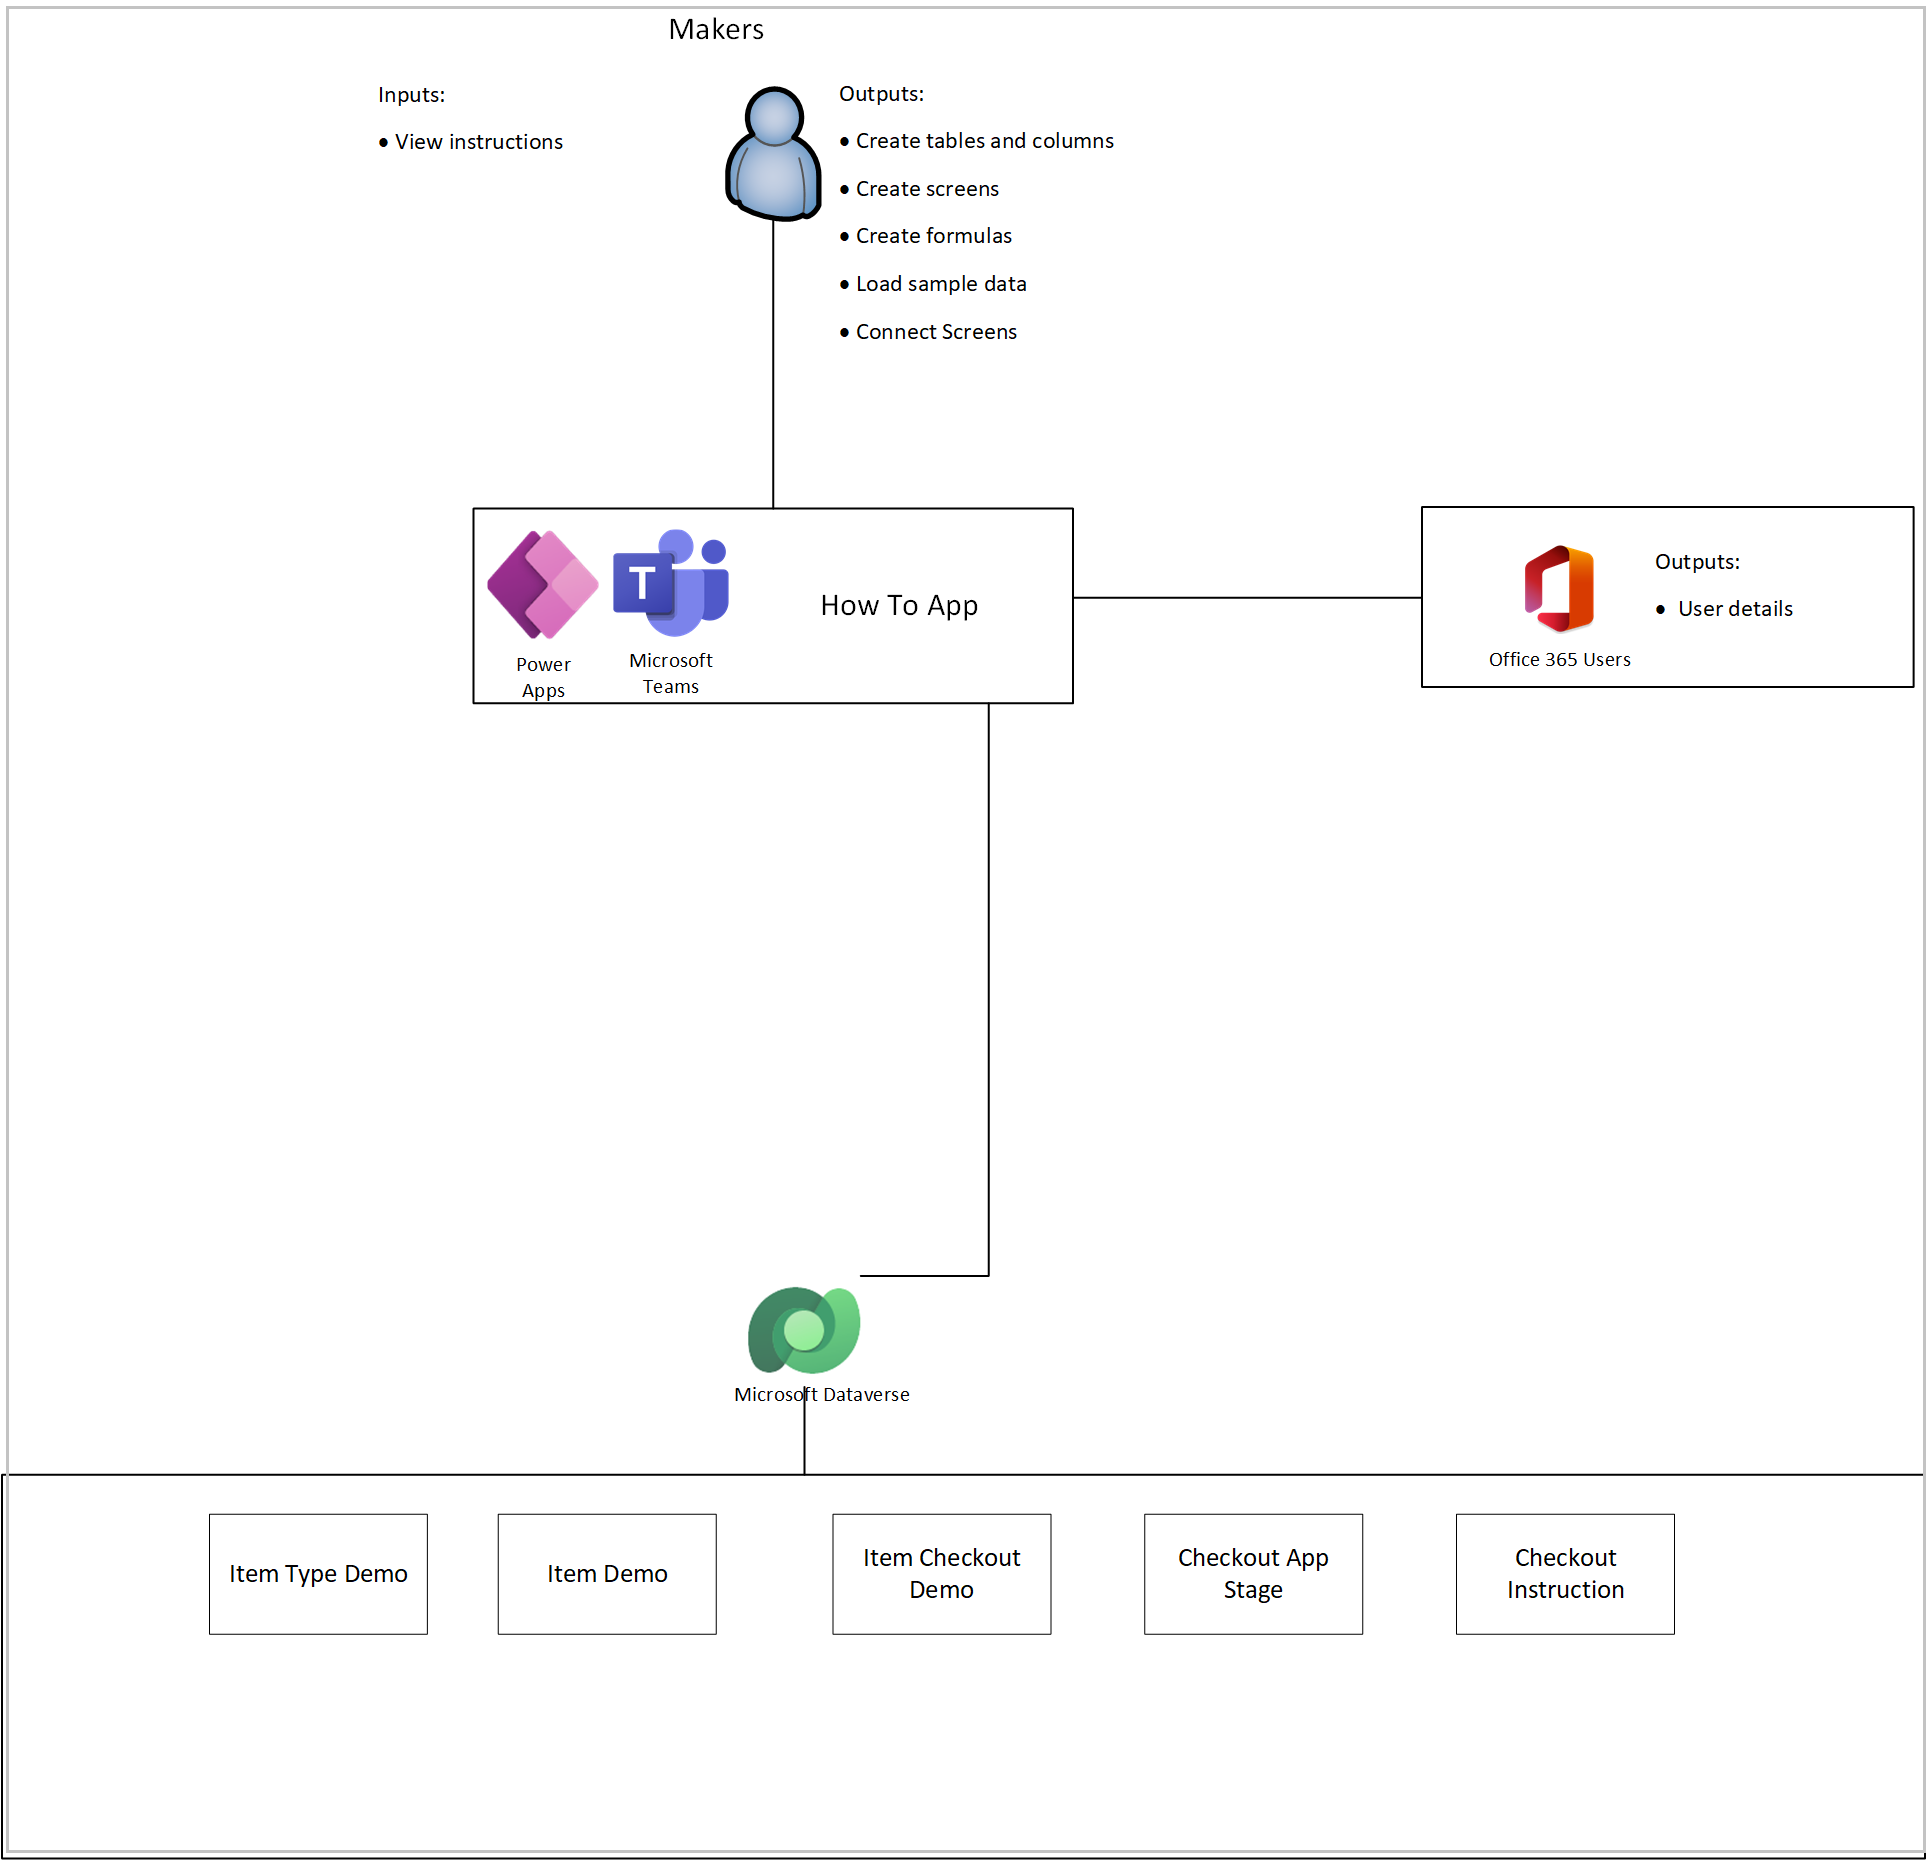 Makers
Inputs:
• View instructions
Outputs:
• Create tables and columns
• Create screens
• Create formulas
• Load sample data
• Connect Screens
T
Power
Apps
Microsoft
Teams
How To App
Office 365 Users
Outputs:
• User details
Microsoft Dataverse
Item Type Demo
Item Demo
Item Checkout
Demo
Checkout App
Stage
Checkout
Instruction